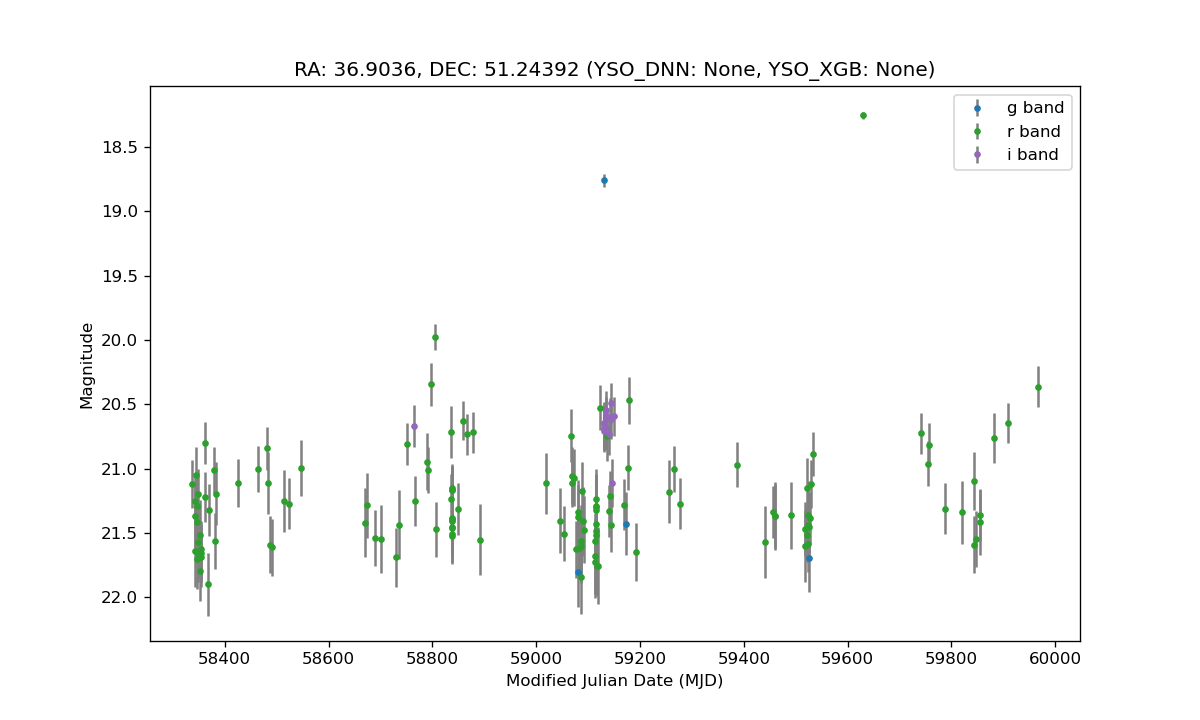 RA: 36.9036, DEC: 51.24392 (YSO_DNN: None, YSO_XGB: None)
g band
r band
i band
Magnitude
18.5
19.0
19.5
20.0
20.5
21.0
21.5
22.0
58400 58600 58800 59000 59200 59400 59600 59800 60000
Modified Julian Date (MJD)